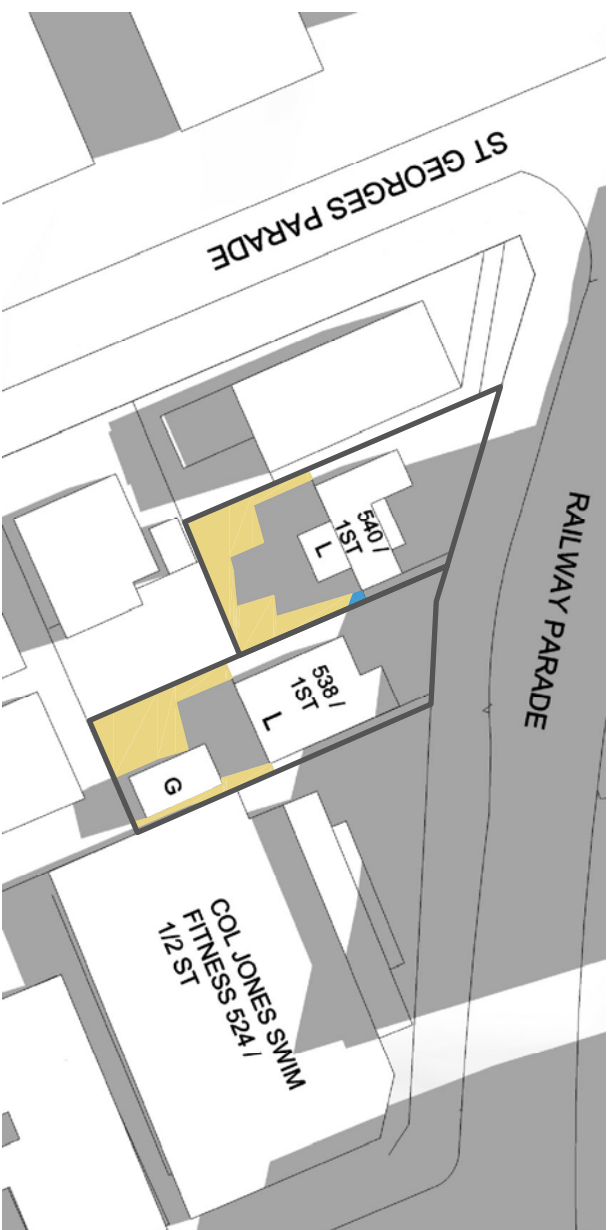 ST GEORGES PARADE
RAILWAY PARADE
540 /
1ST
L
538 /
1ST
L
G
COL JONES SWIM
FITNESS 524 /
1/2 ST